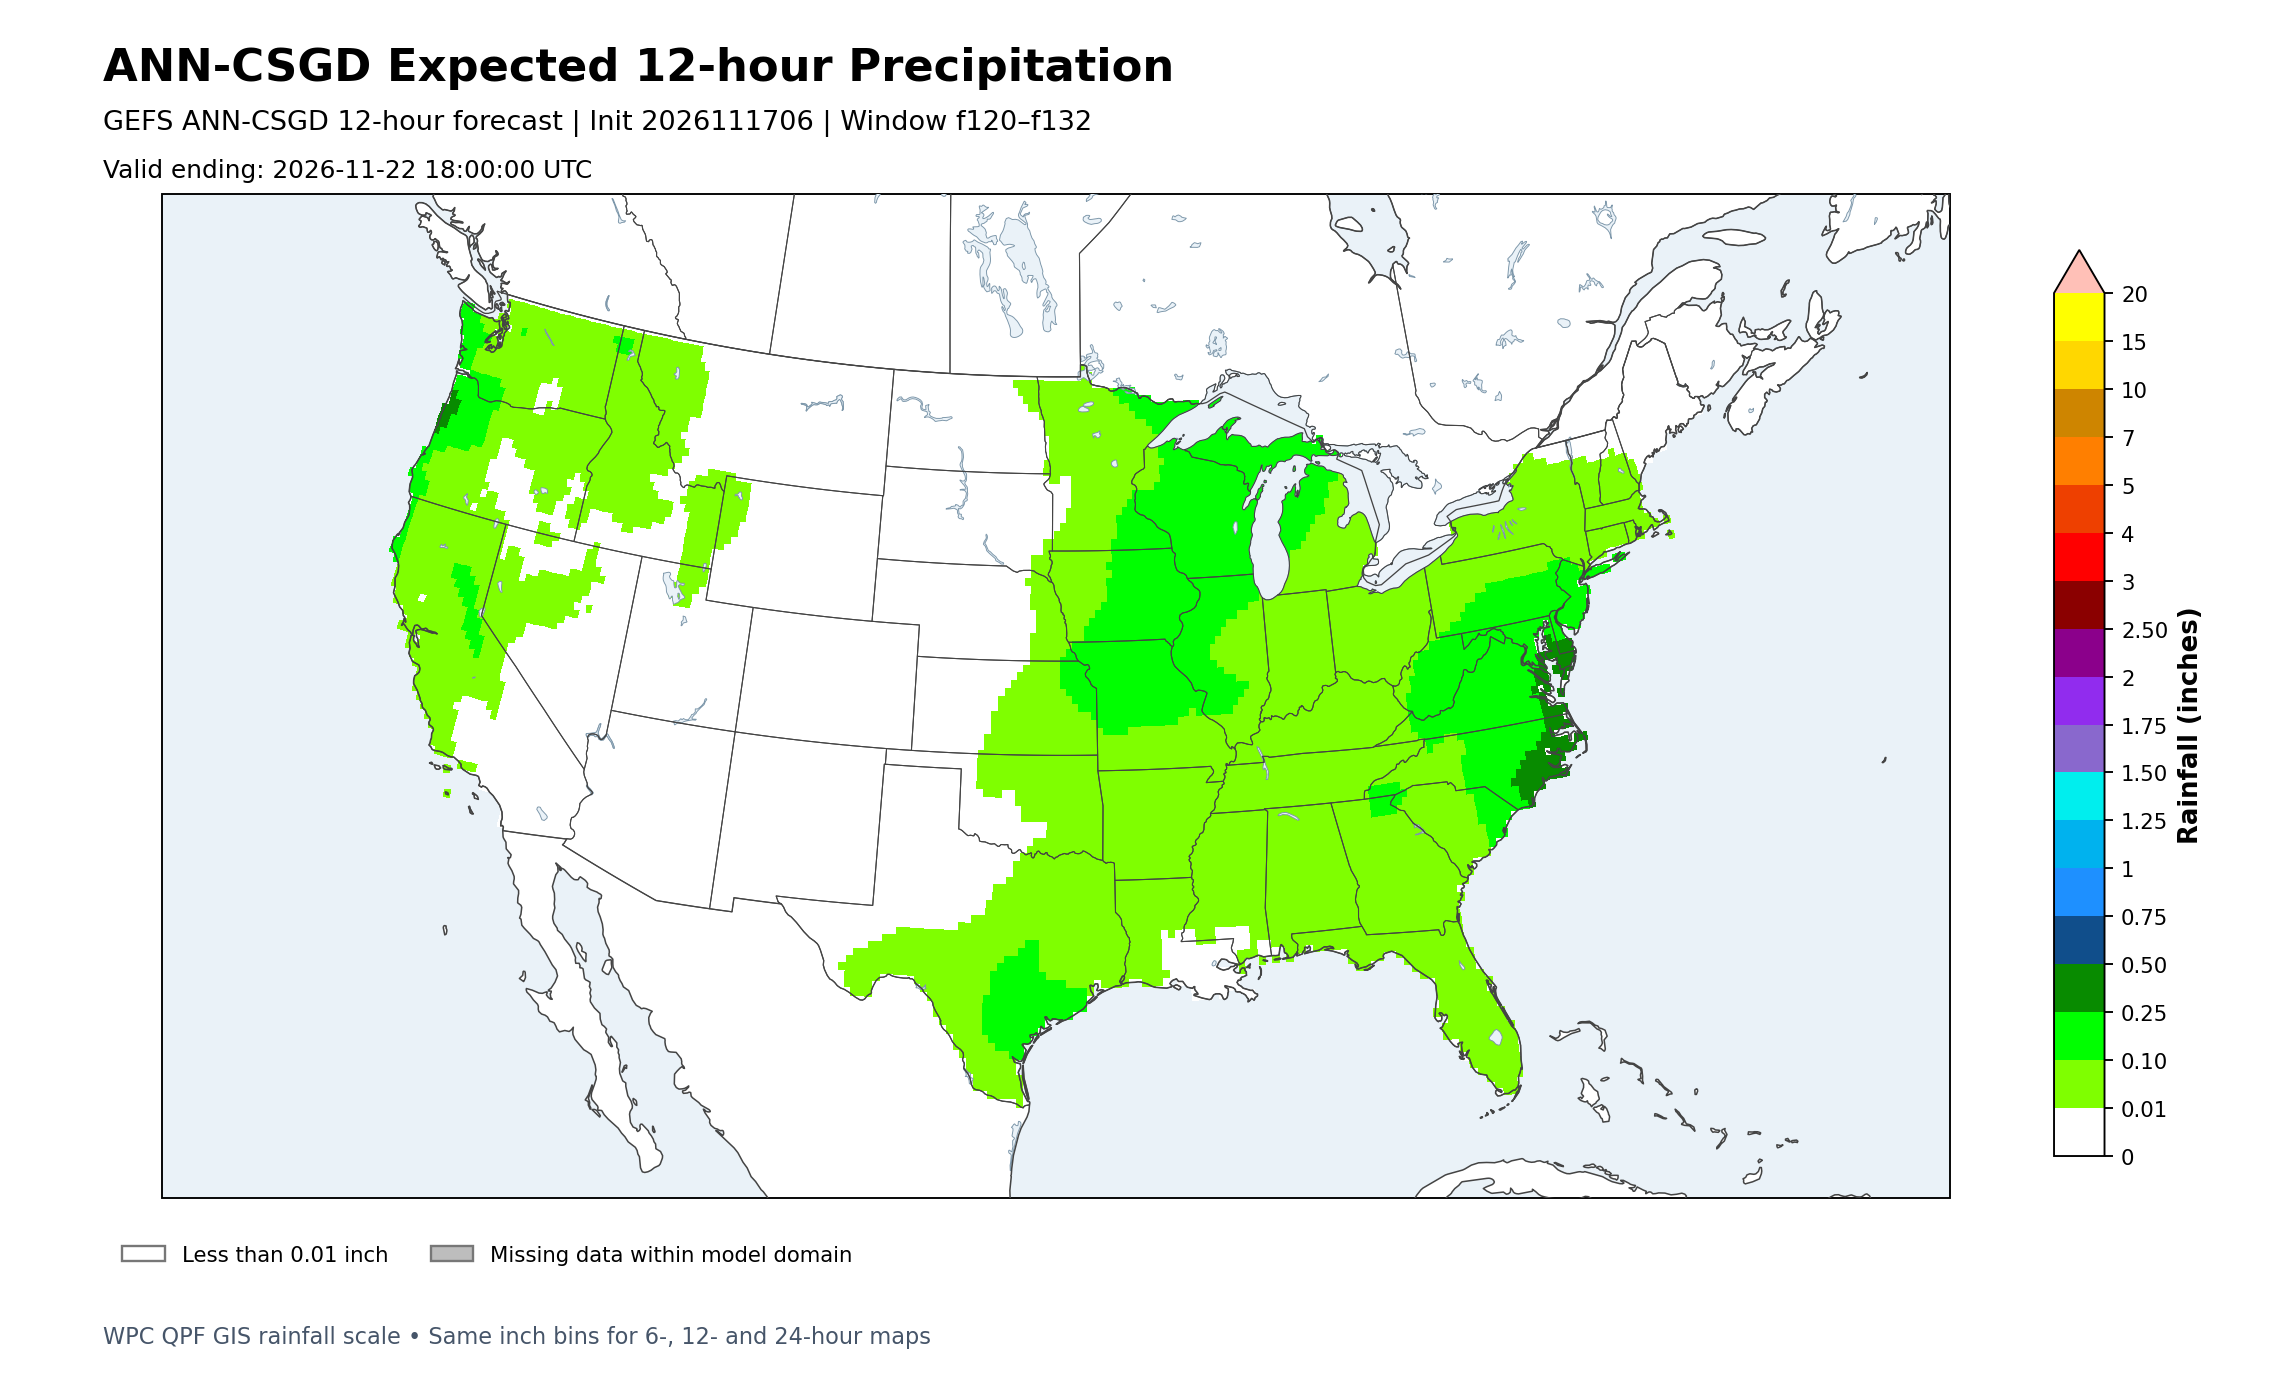 ANN-CSGD Expected 12-hour Precipitation
GEFS ANN-CSGD 12-hour forecast | Init 2026111706 | Window f120–f132
Valid ending: 2026-11-22 18:00:00 UTC
20
15
10
7
5
4
3
2.50
2
1.75
1.50
1.25
1
0.75
0.50
0.25
0.10
0.01
0
Rainfall (inches)
Less than 0.01 inch
Missing data within model domain
WPC QPF GIS rainfall scale • Same inch bins for 6-, 12- and 24-hour maps